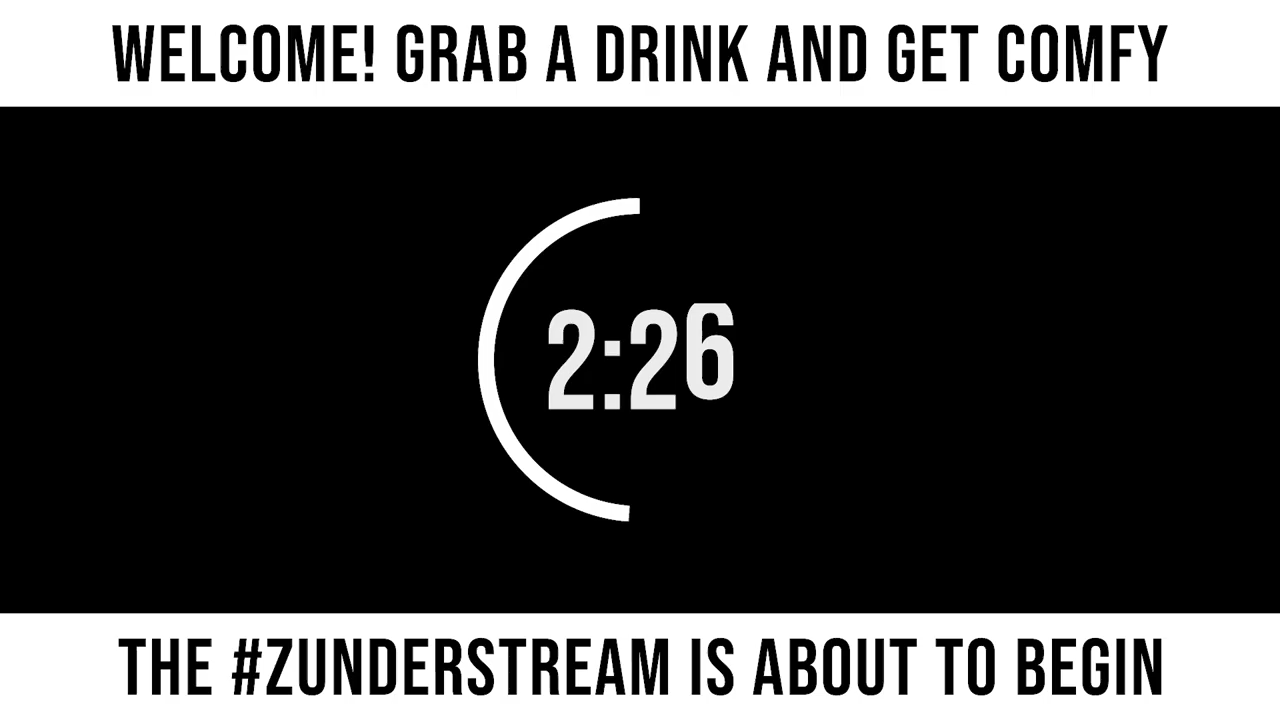 WELCOME! GRAB A DRINK AND GET COMFY
2:26
THE #ZUNDERSTREAM IS ABOUT TO BEGIN